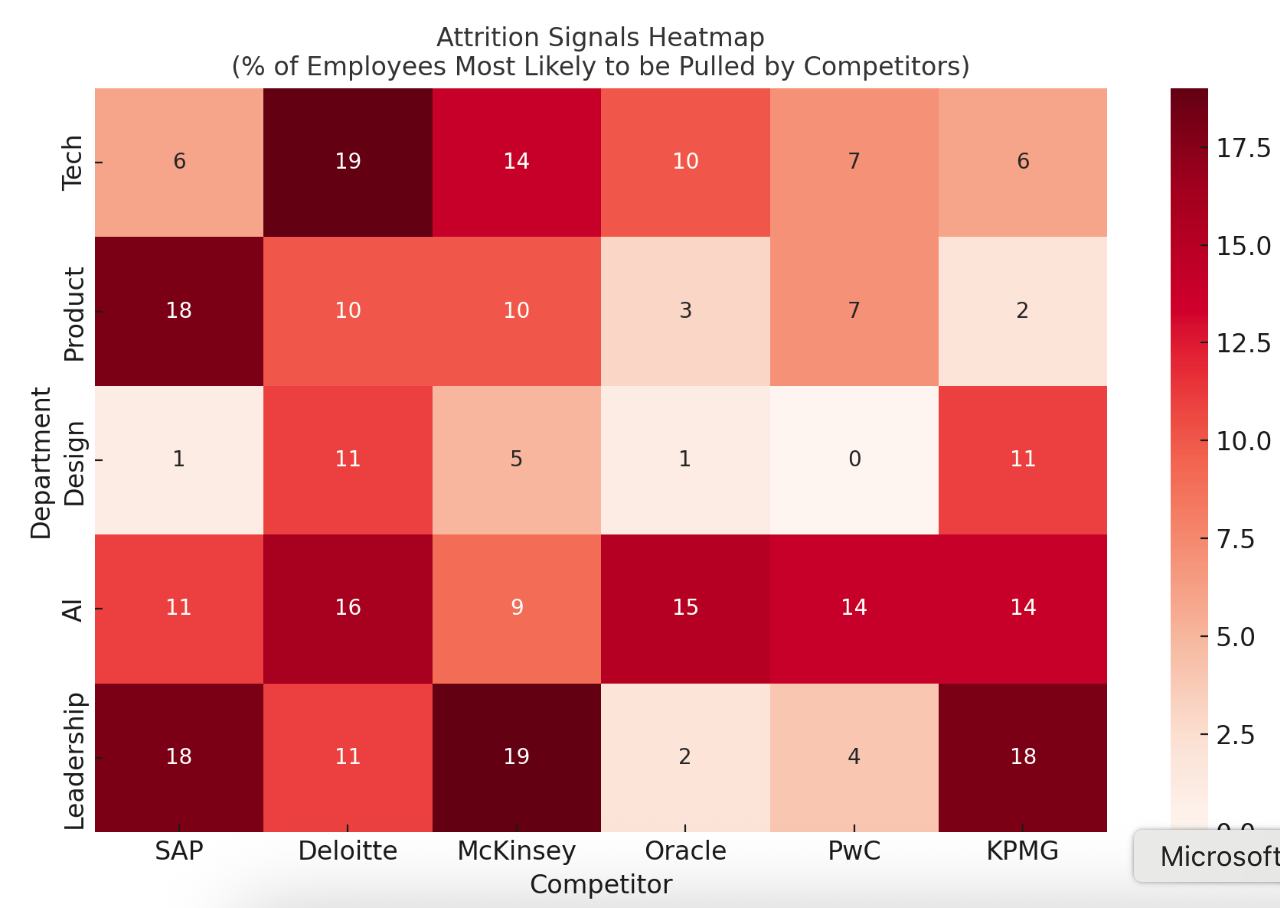 Attrition Signals Heatmap
(% of Employees Most Likely to be Pulled by Competitors)
Department
Tech 6 19 14 10 7 6
Product 18 10 10 3 7 2
Design 1 11 5 1 0 11
AI 11 16 9 15 14 14
Leadership 18 11 19 2 4 18
SAP Deloitte McKinsey Oracle PwC KPMG
Competitor
17.5
15.0
12.5
10.0
7.5
5.0
2.5
0.0
Microsoft